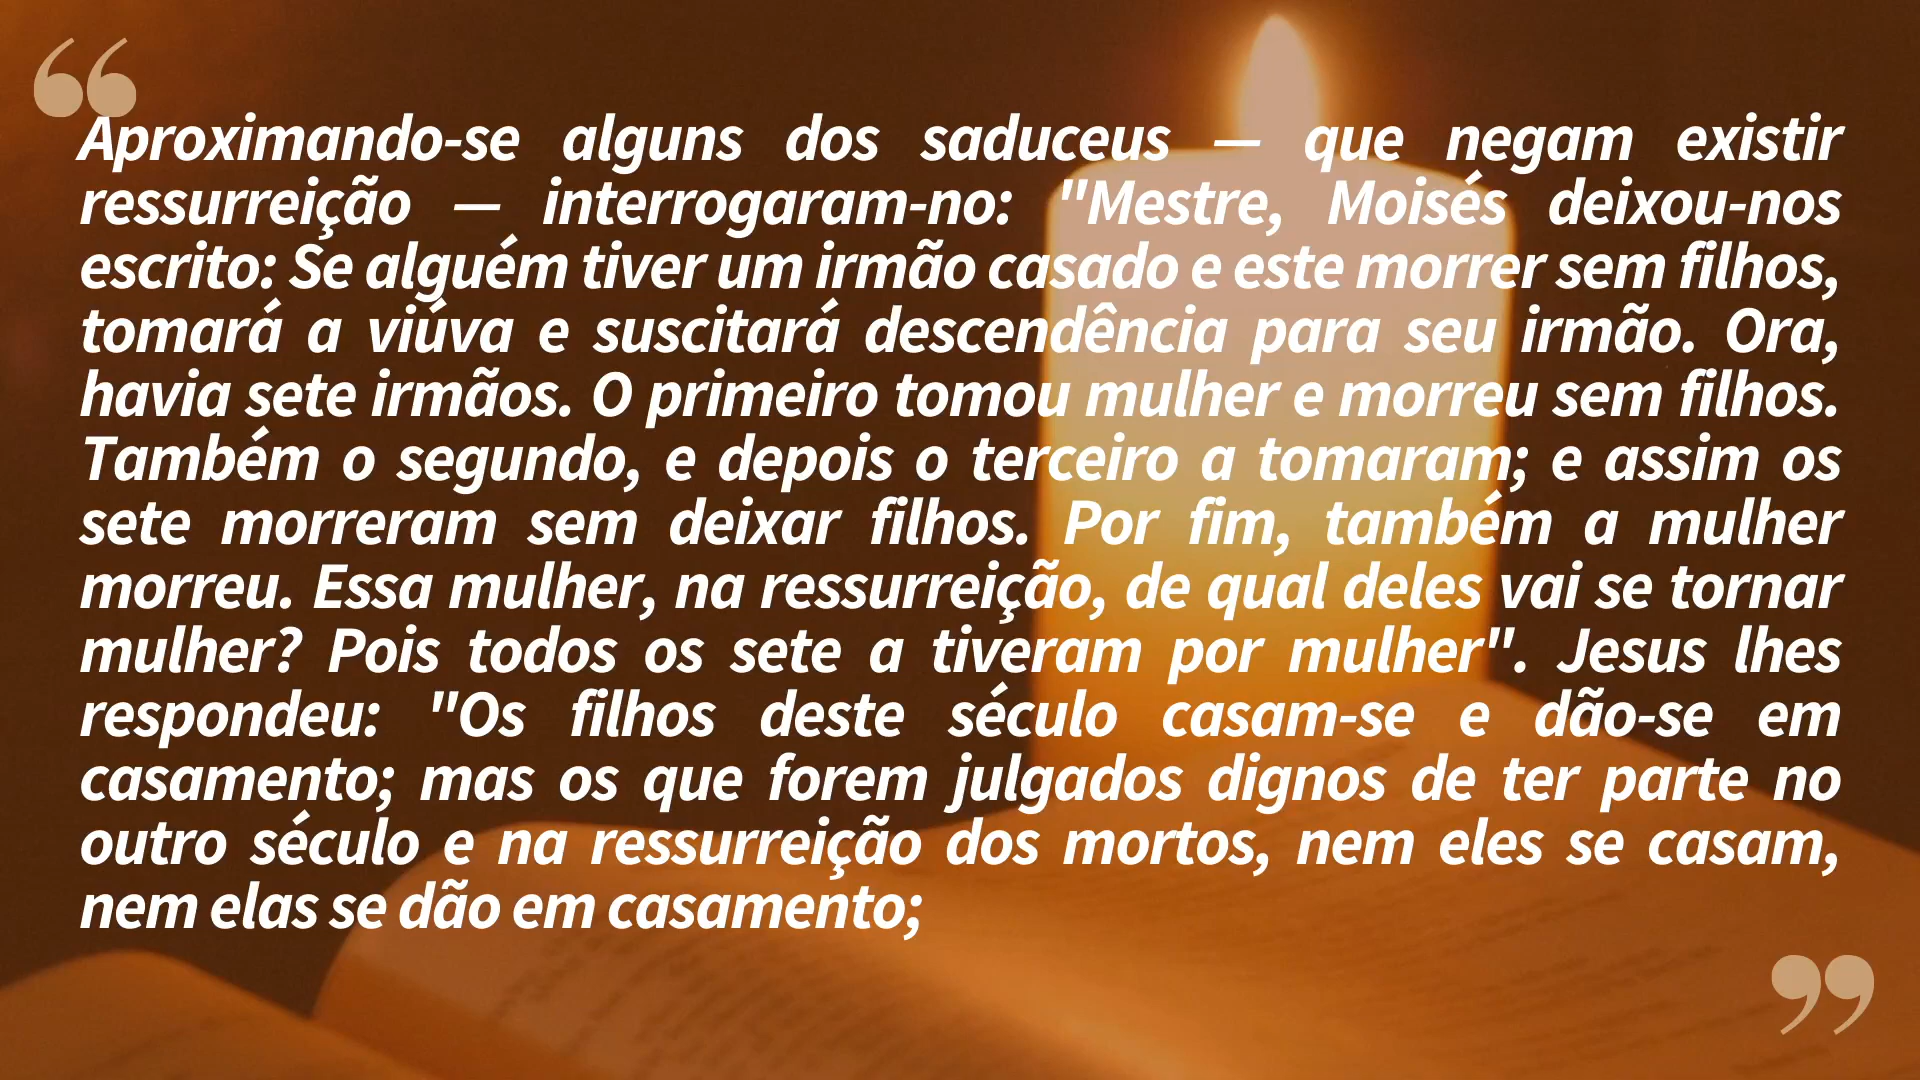 “
Aproximando-se alguns dos saduceus — que negam existir
ressurreição — interrogaram-no: "Mestre, Moisés deixou-nos
escrito: Se alguém tiver um irmão casado e este morrer sem filhos,
tomará a viúva e suscitará descendência para seu irmão. Ora,
havia sete irmãos. O primeiro tomou mulher e morreu sem filhos.
Também o segundo, e depois o terceiro a tomaram; e assim os
sete morreram sem deixar filhos. Por fim, também a mulher
morreu. Essa mulher, na ressurreição, de qual deles vai se tornar
mulher? Pois todos os sete a tiveram por mulher". Jesus lhes
respondeu: "Os filhos deste século casam-se e dão-se em
casamento; mas os que forem julgados dignos de ter parte no
outro século e na ressurreição dos mortos, nem eles se casam,
nem elas se dão em casamento;
”